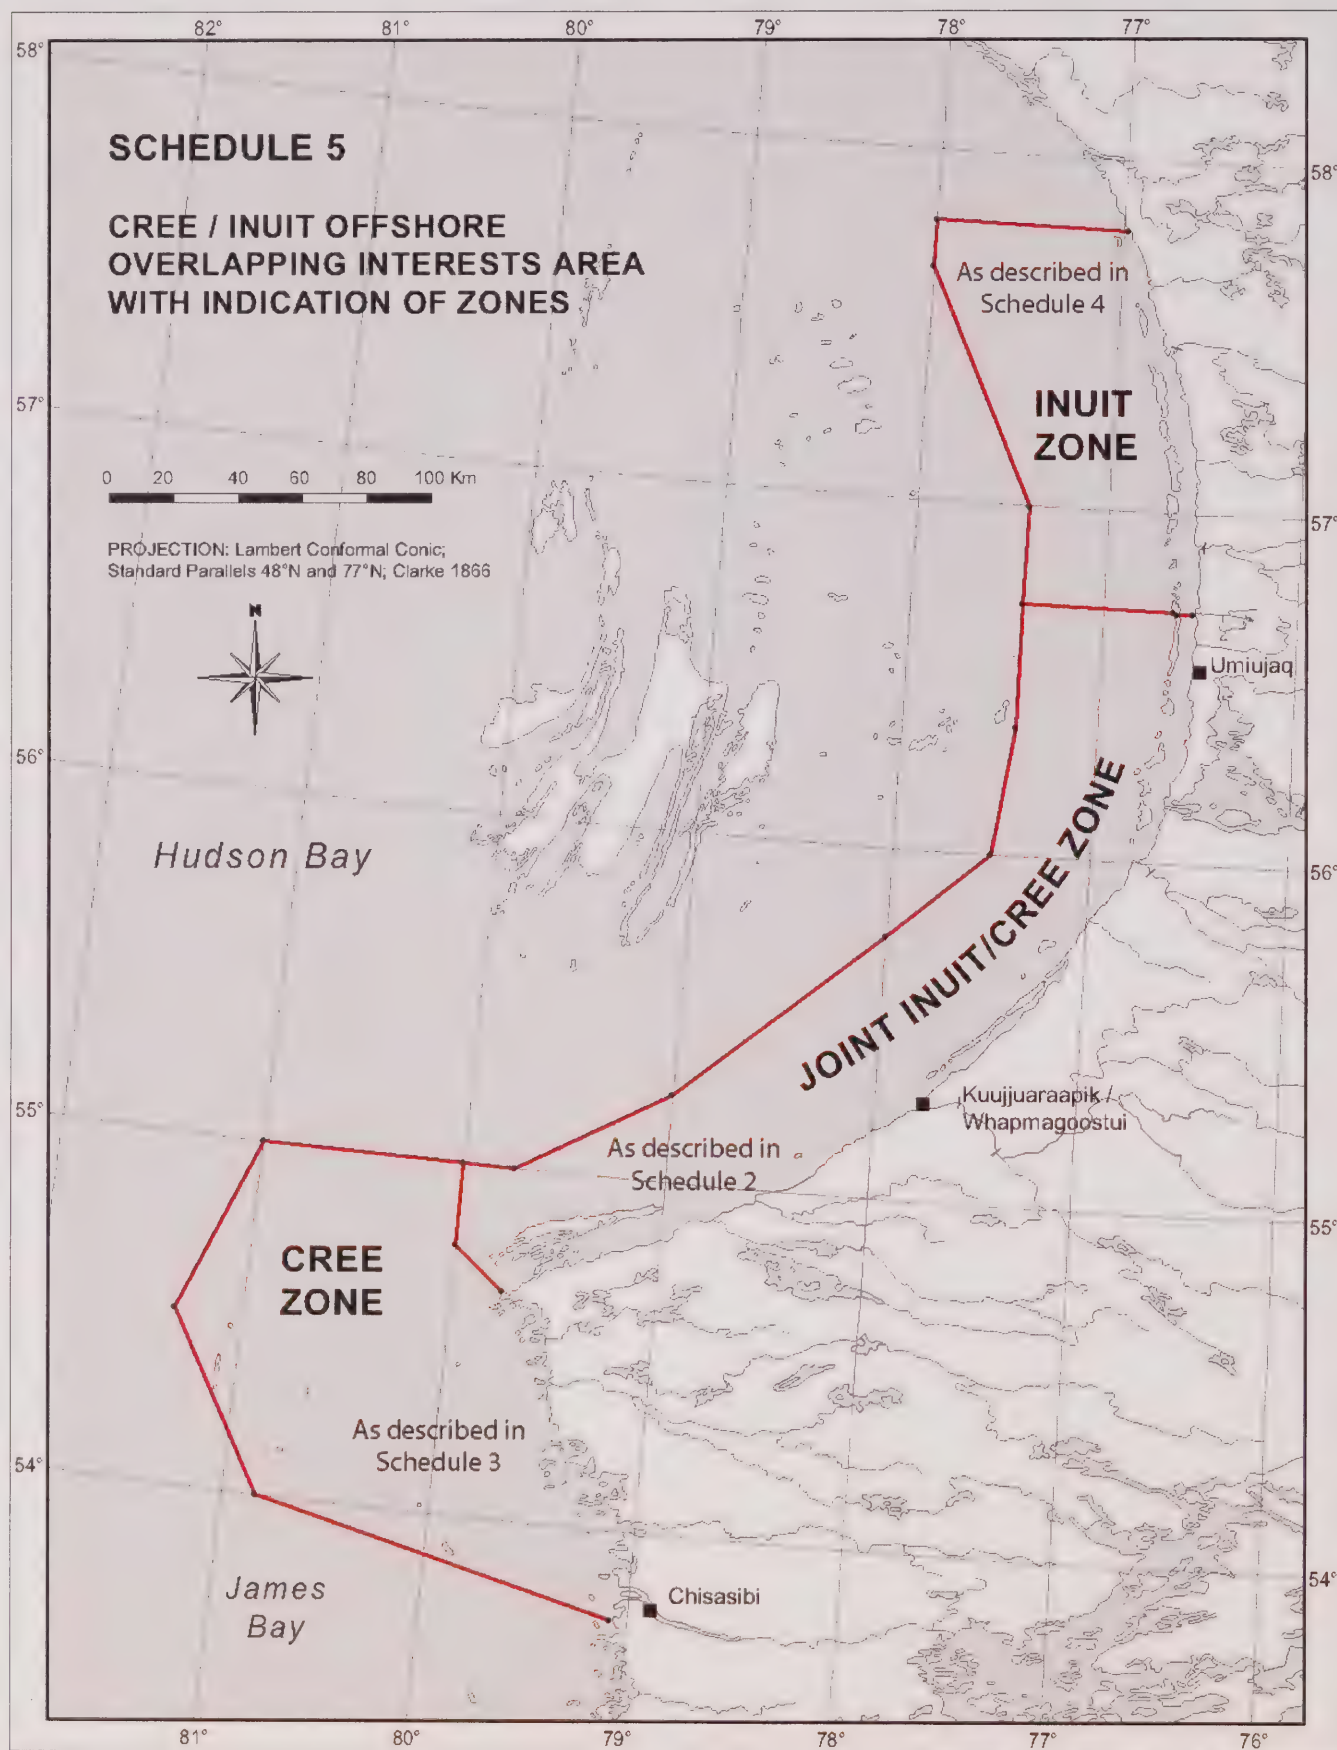 82° 81° 80° 79° 78° 77°
58°
SCHEDULE 5
CREE / INUIT OFFSHORE
OVERLAPPING INTERESTS AREA
WITH INDICATION OF ZONES
58°
As described in
Schedule 4
57°
INUIT
ZONE
0 20 40 60 80 100 Km
57°
PROJECTION: Lambert Conformal Conic;
Standard Parallels 48°N and 77°N; Clarke 1866
N
Umiujaq
56°
Hudson Bay
56°
JOINT INUIT/CREE ZONE
Kuujjuaraapik /
Whapmagoostui
55°
As described in
Schedule 2
55°
CREE
ZONE
As described in
Schedule 3
54°
54°
James
Bay
Chisasibi
81° 80° 79° 78° 77° 76°